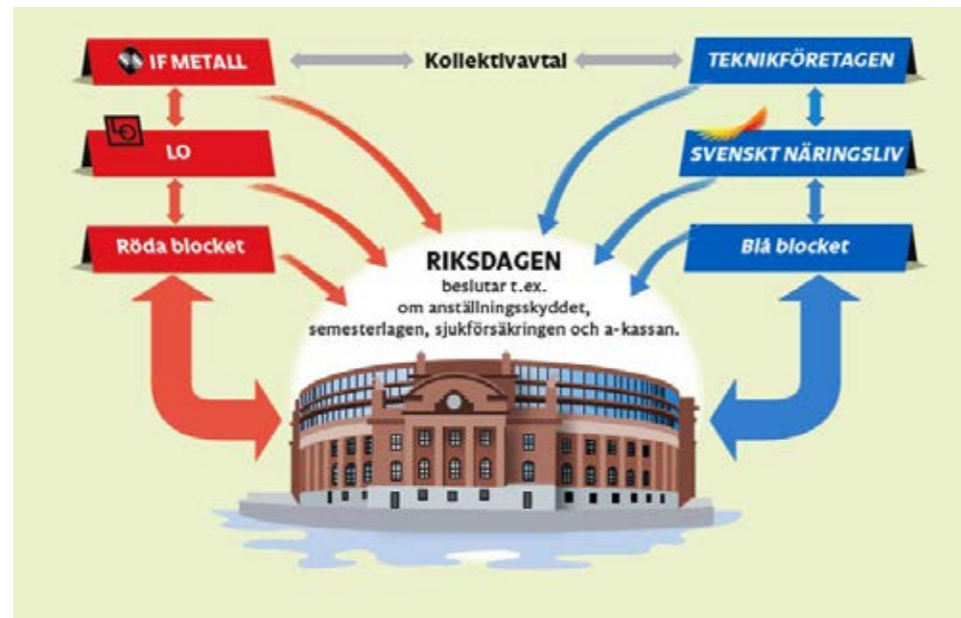 IF METALL
Kollektivavtal
TEKNIKFÖRETAGEN
LO
LO
SVENSKT NÄRINGSLIV
Röda blocket
Blå blocket
RIKSDAGEN
beslutar t.ex.
om anställningsskyddet,
semesterlagen, sjukförsäkringen och a-kassan.